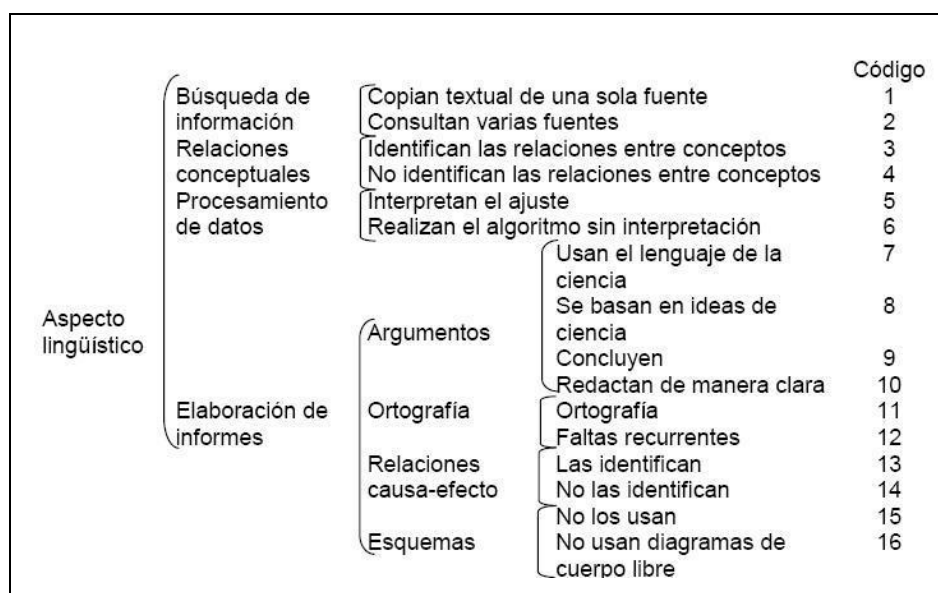 Código
Búsqueda de Copian textual de una sola fuente 1
información Consultan varias fuentes 2
Relaciones Identifican las relaciones entre conceptos 3
conceptuales No identifican las relaciones entre conceptos 4
Procesamiento Interpretan el ajuste 5
de datos Realizan el algoritmo sin interpretación 6
Usan el lenguaje de la 7
ciencia
Se basan en ideas de 8
Aspecto
lingüístico
Argumentos ciencia
Concluyen 9
Redactan de manera clara 10
Elaboración de Ortografía Ortografía 11
informes Faltas recurrentes 12
Relaciones Las identifican 13
causa-efecto No las identifican 14
No los usan 15
Esquemas No usan diagramas de 16
cuerpo libre